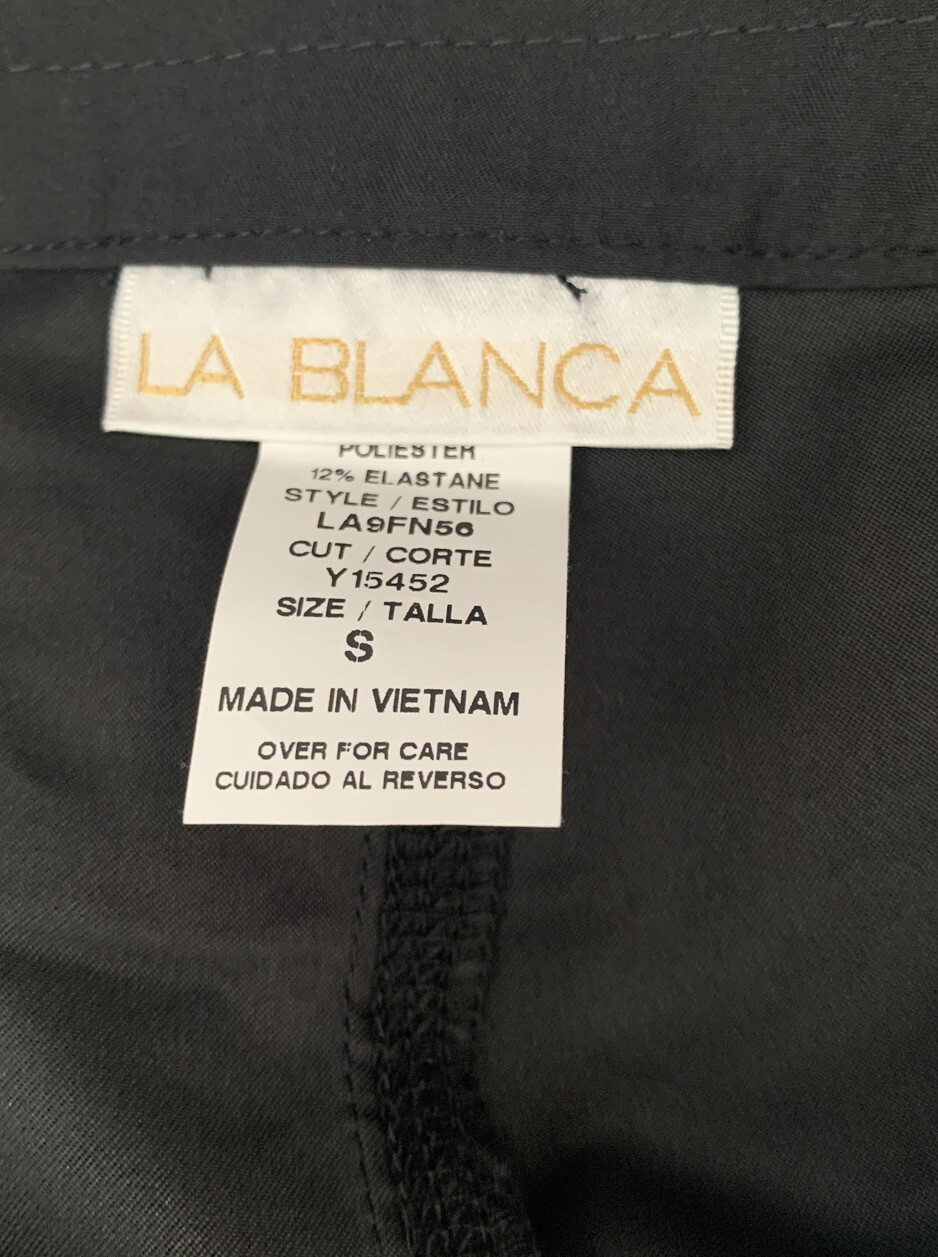 LA BLANCA
POLIESTER
12% ELASTANE
STYLE / ESTILO
LA9FN56
CUT / CORTE
Y15452
SIZE / TALLA
S
MADE IN VIETNAM
OVER FOR CARE
CUIDADO AL REVERSO